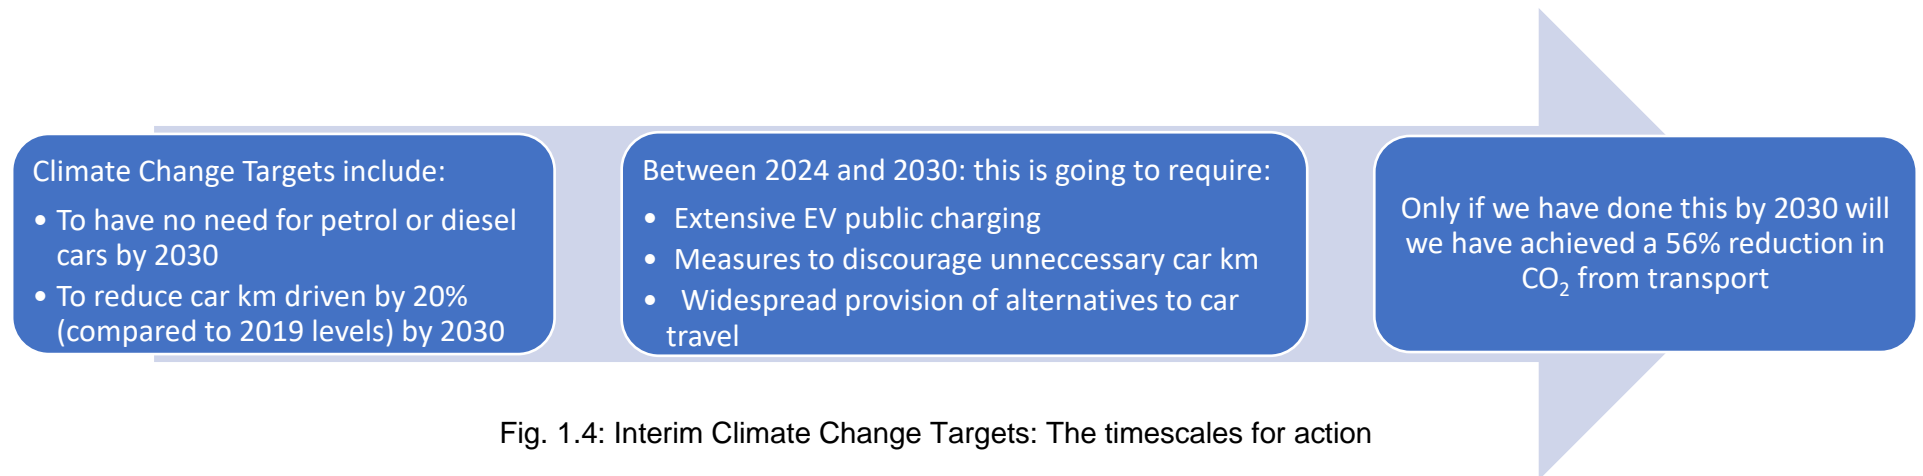 Climate Change Targets include:
• To have no need for petrol or diesel
cars by 2030
• To reduce car km driven by 20%
(compared to 2019 levels) by 2030
Between 2024 and 2030: this is going to require:
• Extensive EV public charging
• Measures to discourage unneccessary car km
• Widespread provision of alternatives to car
travel
Only if we have done this by 2030 will
we have achieved a 56% reduction in
CO₂ from transport
Fig. 1.4: Interim Climate Change Targets: The timescales for action